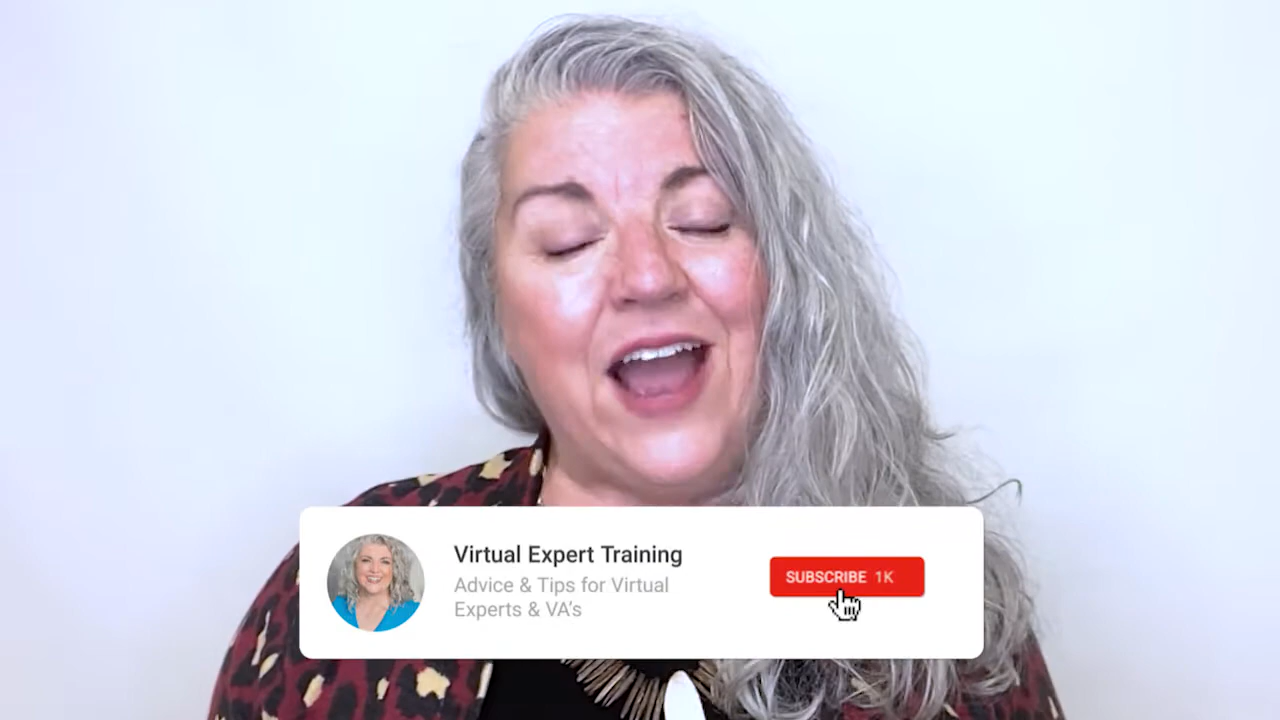 Virtual Expert Training
Advice & Tips for Virtual
Experts & VA's
SUBSCRIBE 1K